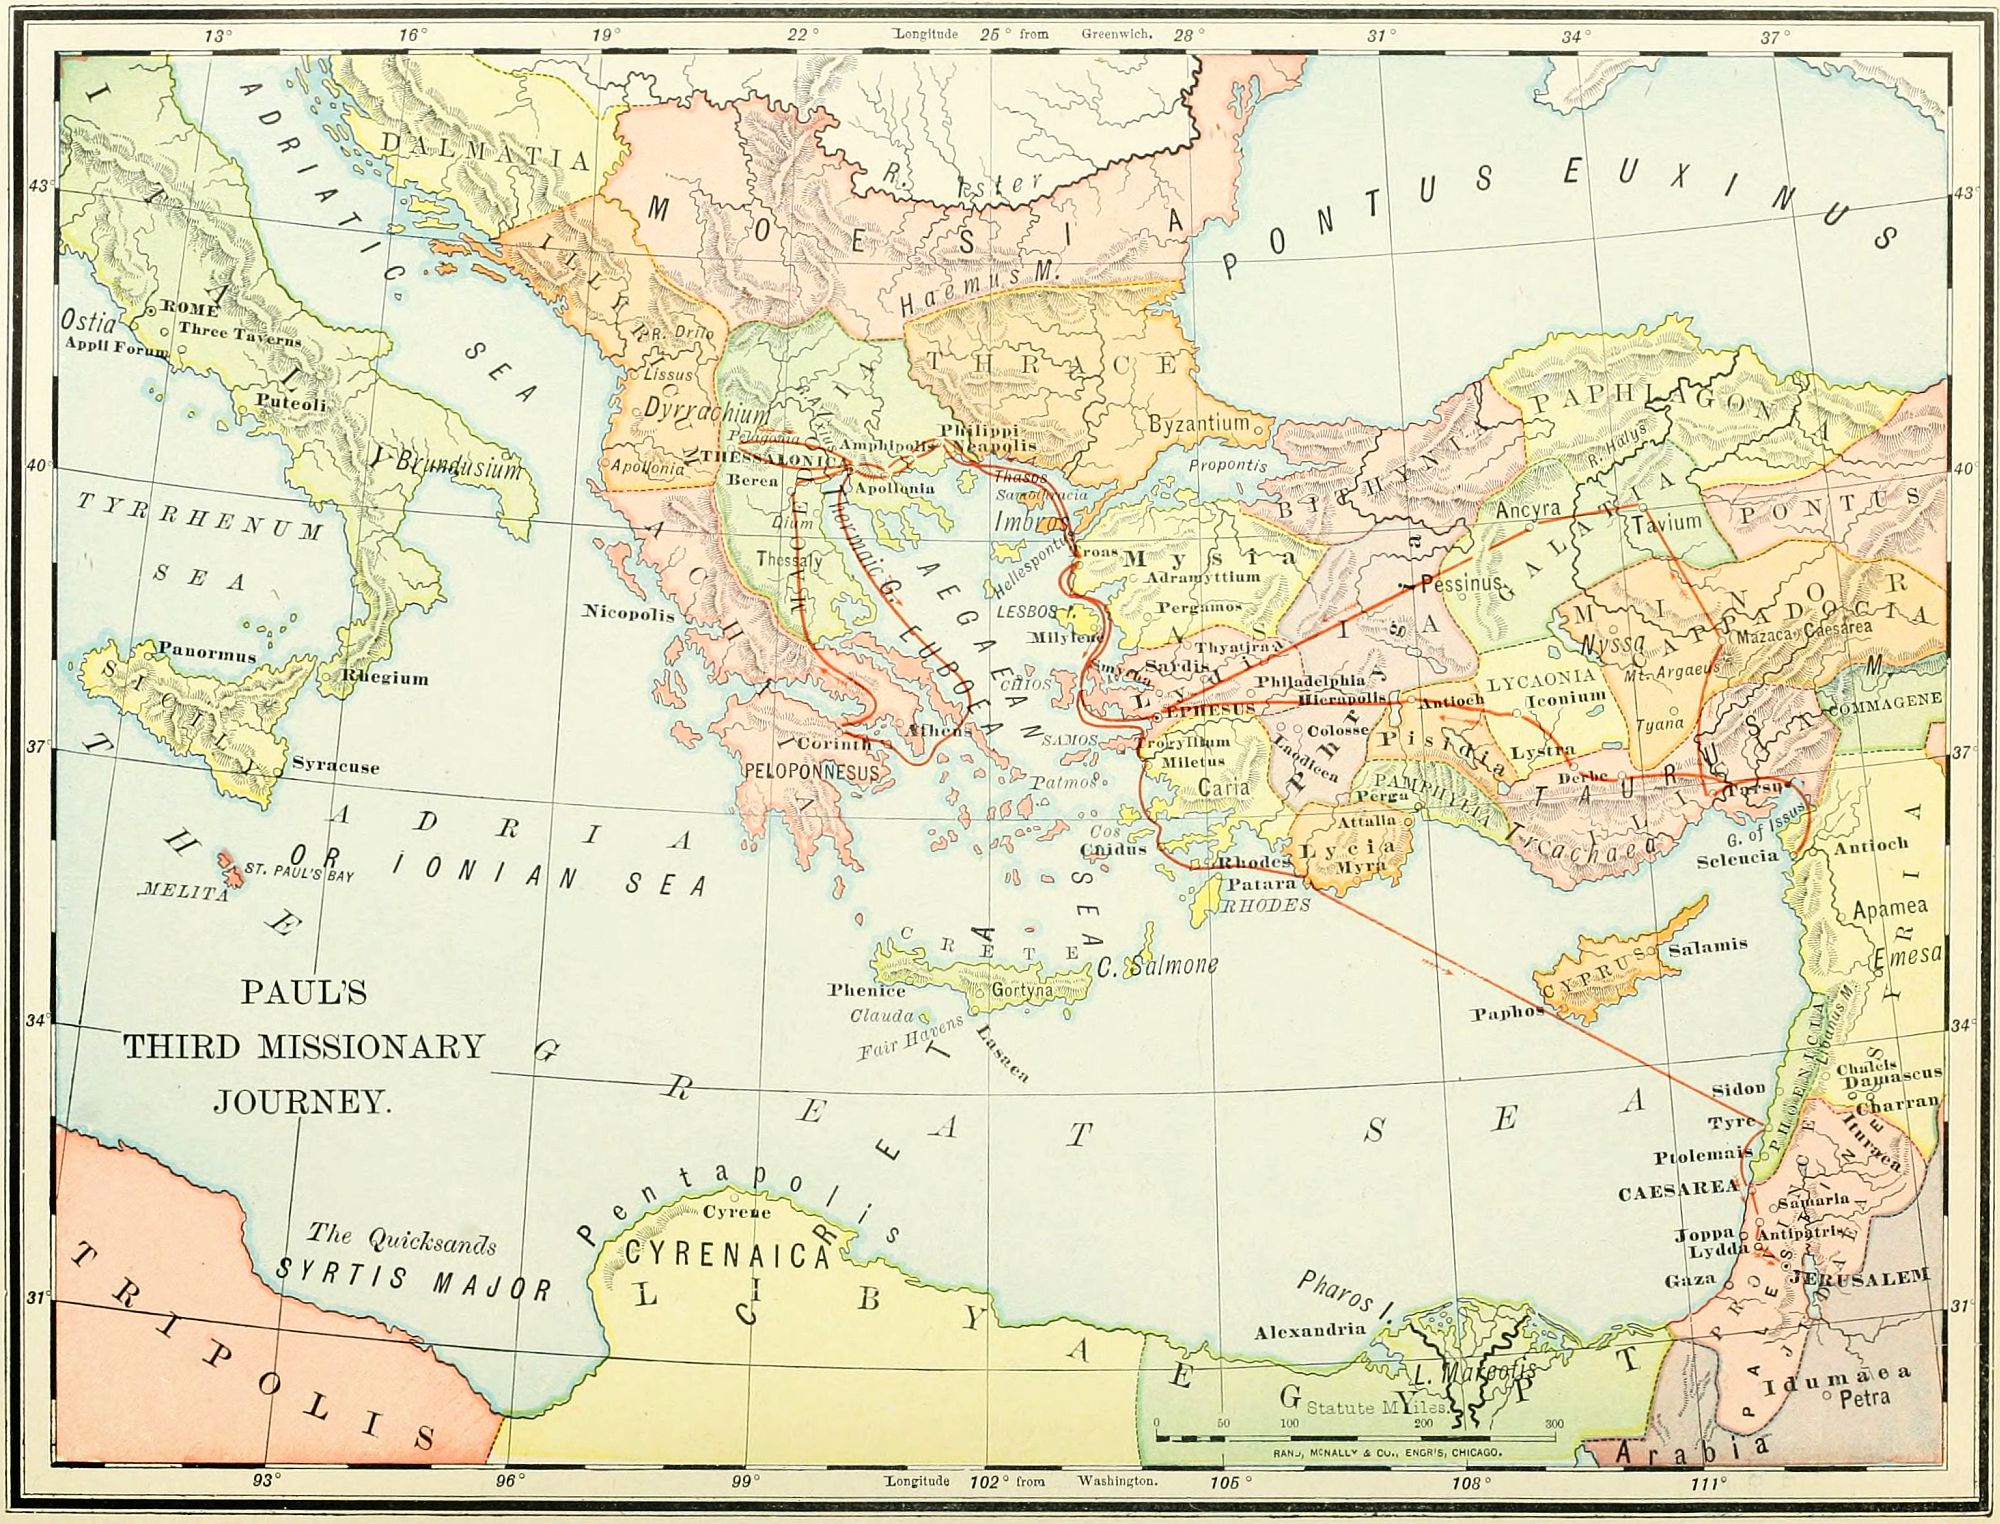 13° 16° 19° 22° Longitude 25° from Greenwich. 28° 31° 34° 37°
ITALIA
ADRIATIC SEA
DALMATIA
MOESIA
R. Ister
Haemus M.
PONTUS EUXINUS
43°
43°
ILLYRICUM
R. Drilo
Lissus
Dyrrachium
Apollonia
ROME
Ostia
Three Taverns
Appii Forum
Puteoli
Brundusium
THRACE
Byzantium
Propontis
PAPHLAGONIA
R. Halys
BITHYNIA
PONTUS
GALATIA
Ancyra
Tavium
Pessinus
40°
40°
MACEDONIA
R. Axius
Pelagonia
Amphipolis
Philippi
Neapolis
THESSALONICA
Berea
Apollonia
Dium
Thessaly
Thermaic G.
Thasos
Samothracia
Imbros
Hellespontus
Troas
Mysia
Adramyttium
Pergamos
LESBOS I.
Milylene
TYRRHENUM
SEA
ACHAIA
Nicopolis
EUBOEA
AEGAEAN SEA
ASIA MINOR
Thyatira
Smyrna
Sardis
Lydia
Philadelphia
Hierapolis
EPHESUS
Colosse
Laodicea
Phrygia
CHIOS
SAMOS
Trogyllium
Miletus
Caria
Patmos
Cos
Cnidus
Antioch
Pisidia
LYCAONIA
Iconium
Lystra
Derbe
CAPPADOCIA
Nyssa
Mazaca, Caesarea
Mt. Argaeus
Tyana
COMMAGENE
M. TAURUS
CILICIA
Trcachaea
Tarsus
G. of Issus
PAMPHYLIA
Perga
Attalia
Lycia
Myra
Patara
Rhodes
RHODES
Panormus
SICILY
Rhegium
Syracuse
37°
37°
Corinth
Athens
PELOPONNESUS
ADRIA
OR IONIAN SEA
ST. PAUL'S BAY
MELITA
CRETE
Phenice
Gortyna
Clauda
Fair Havens
Lasaea
C. Salmone
CYPRUS
Salamis
Paphos
Seleucia
Antioch
Apamea
Emesa
SYRIA
PHOENICIA
Libanus M.
34°
34°
PAUL'S
THIRD MISSIONARY
JOURNEY.
THE GREAT SEA
Sidon
Tyre
Ptolemais
CAESAREA
Chalcis
Damascus
Charran
Ituraea
Samaria
Joppa
Antipatris
Lydda
Gaza
JERUSALEM
PALESTINE
Idumaea
Petra
Arabia
Pentapolis
Cyrene
CYRENAICA
LIBYA
The Quicksands
SYRTIS MAJOR
TRIPOLIS
31°
31°
Pharos I.
Alexandria
L. Mareotis
EGYPT
Statute Miles.
0 50 100 200 300
RAND, MCNALLY & CO., ENGR'S, CHICAGO.
93° 96° 99° Longitude 102° from Washington. 105° 108° 111°